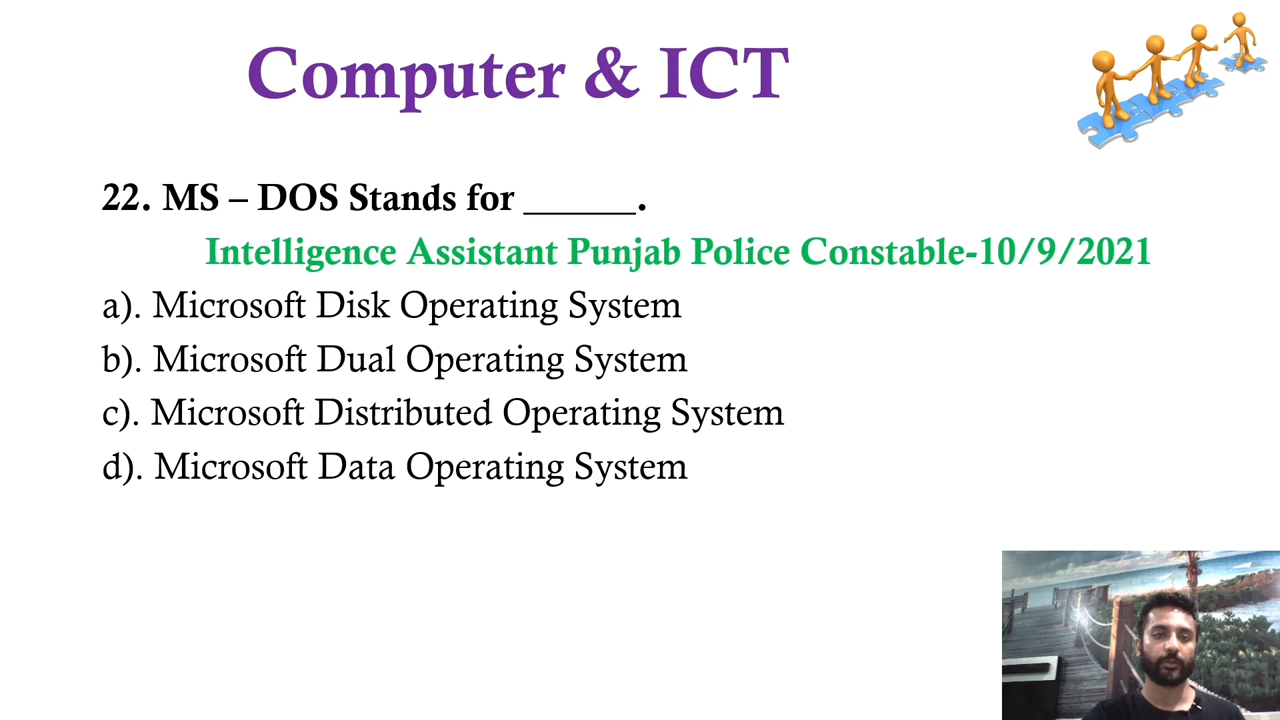 Computer & ICT
22. MS – DOS Stands for ______.
Intelligence Assistant Punjab Police Constable-10/9/2021
a). Microsoft Disk Operating System
b). Microsoft Dual Operating System
c). Microsoft Distributed Operating System
d). Microsoft Data Operating System